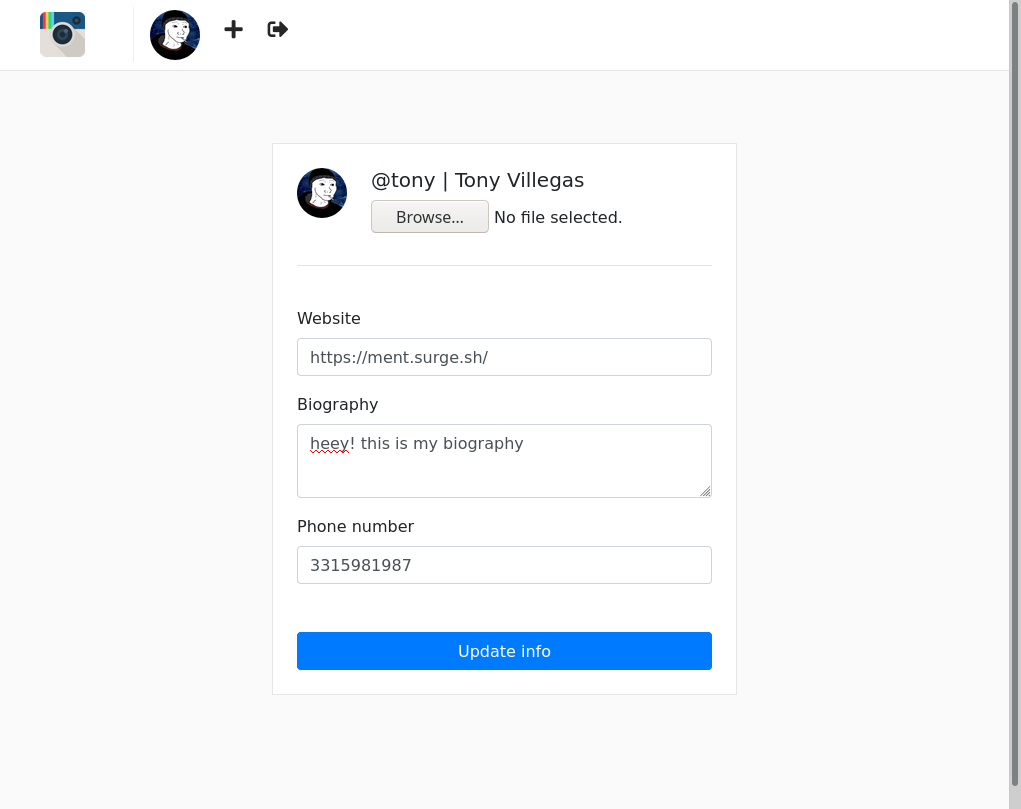 @tony | Tony Villegas
Browse... No file selected.
Website
https://ment.surge.sh/
Biography
heey! this is my biography
Phone number
3315981987
Update info